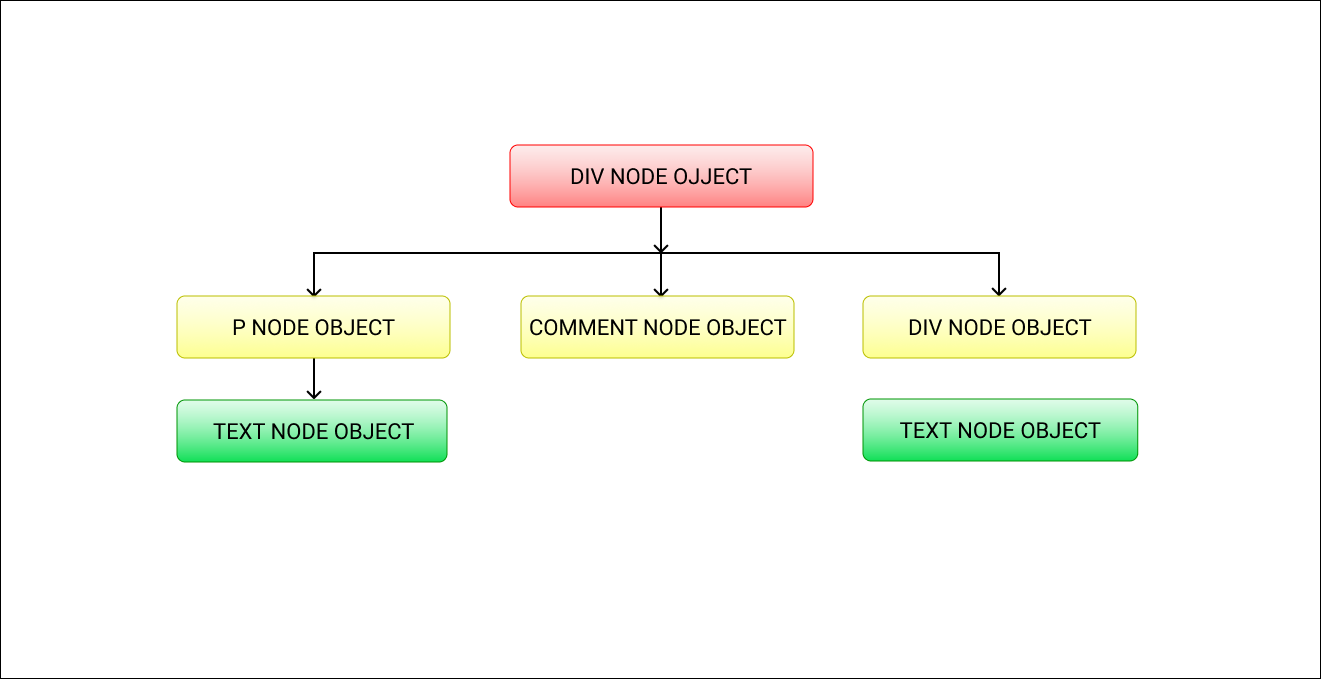 DIV NODE OJJECT
P NODE OBJECT
COMMENT NODE OBJECT
DIV NODE OBJECT
TEXT NODE OBJECT
TEXT NODE OBJECT